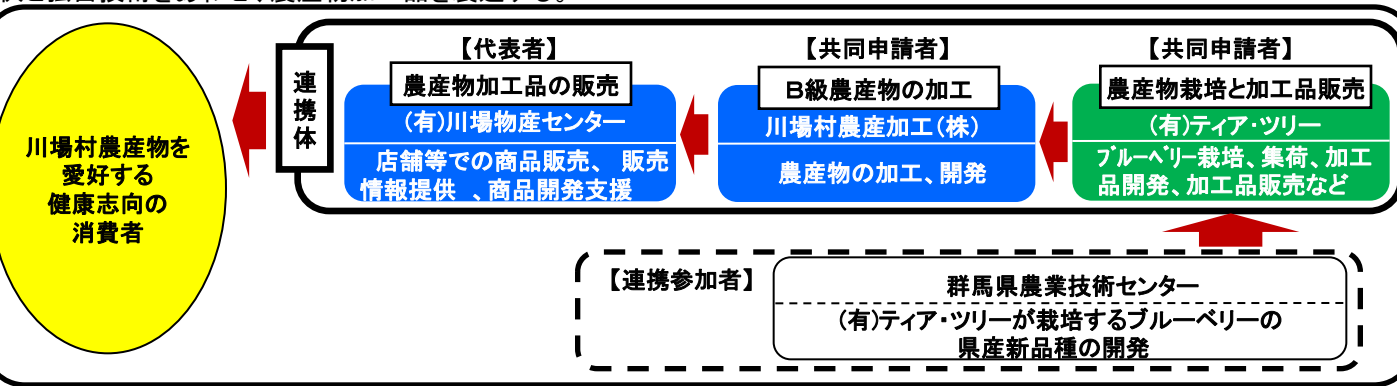 【代表者】
【共同申請者】
【共同申請者】
連
携
体
農産物加工品の販売
(有)川場物産センター
店舗等での商品販売、 販売
情報提供 、商品開発支援
B級農産物の加工
川場村農産加工(株)
農産物の加工、開発
農産物栽培と加工品販売
(有)ティア・ツリー
ブルーベリー栽培、集荷、加工
品開発、加工品販売など
川場村農産物を
愛好する
健康志向の
消費者
【連携参加者】
群馬県農業技術センター
(有)ティア・ツリーが栽培するブルーベリーの
県産新品種の開発